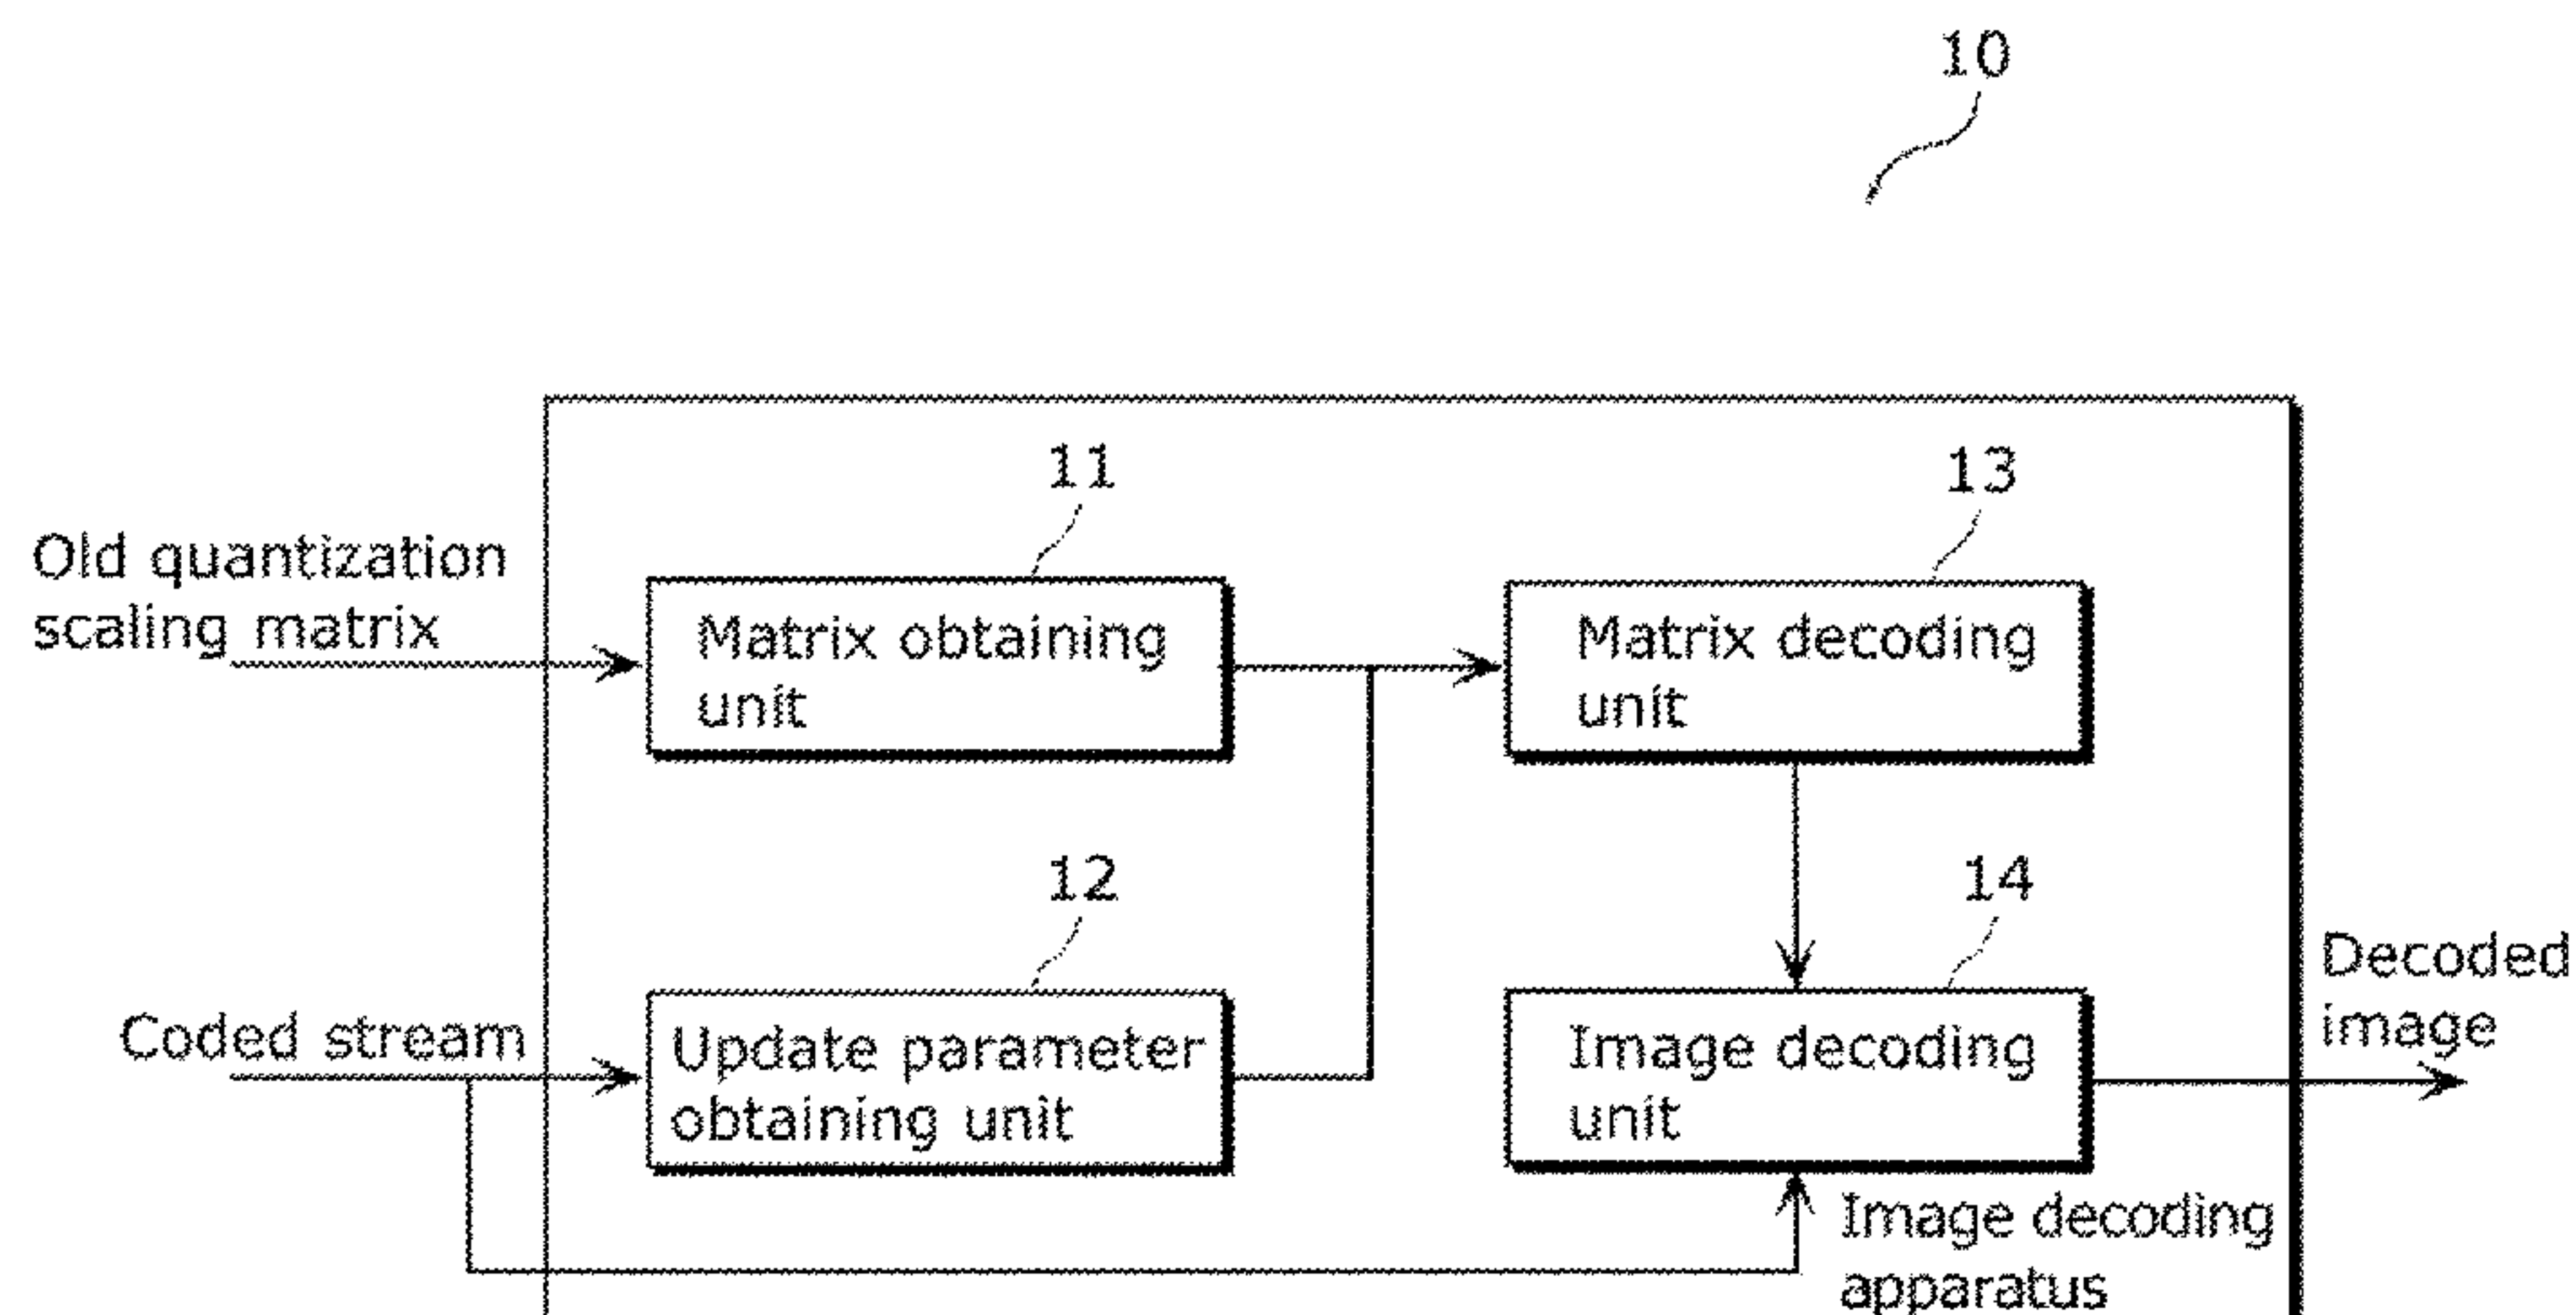 10
11
13
Old quantization
scaling matrix
Matrix obtaining
unit
Matrix decoding
unit
12
14
Coded stream
Update parameter
obtaining unit
Image decoding
unit
Decoded
image
Image decoding
apparatus